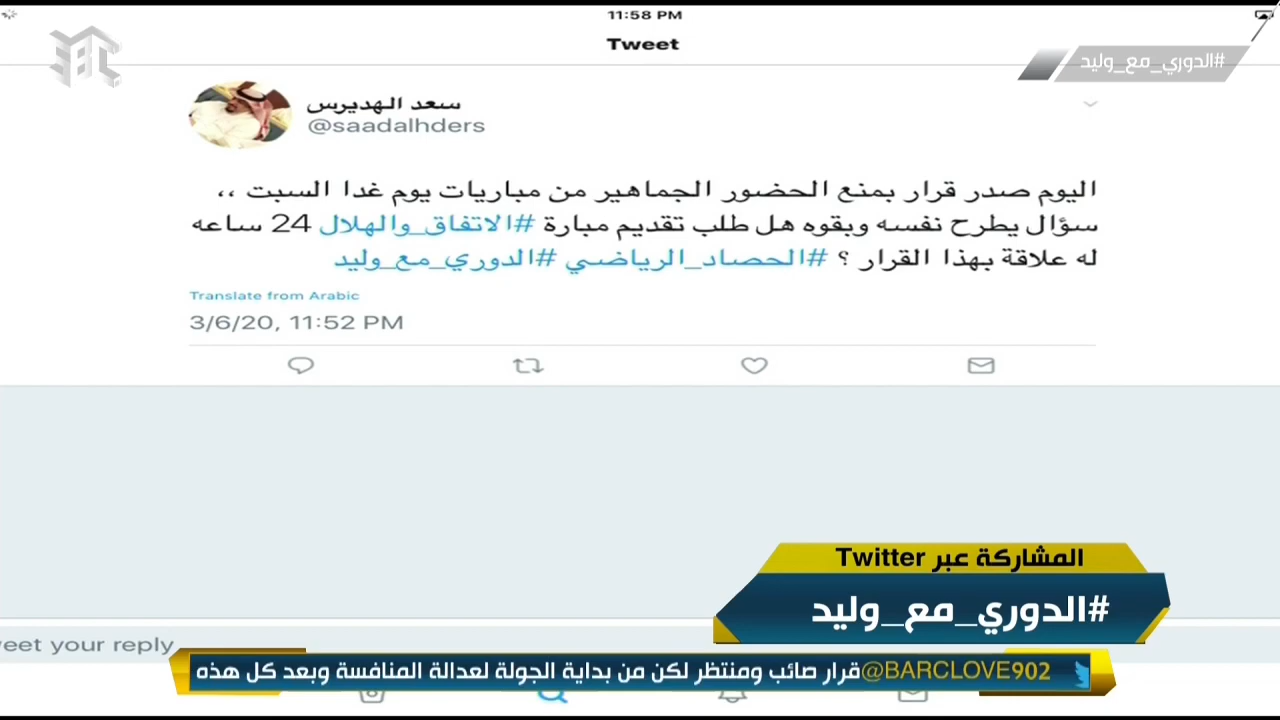 11:58 PM
Tweet
#الدوري_مع_وليد
سعد الهديرس
@saadalhders
اليوم صدر قرار بمنع الحضور الجماهير من مباريات يوم غدا السبت ،،
سؤال يطرح نفسه وبقوه هل طلب تقديم مبارة #الاتفاق_والهلال 24 ساعه
له علاقة بهذا القرار ؟ #الحصاد_الرياضي #الدوري_مع_وليد
Translate from Arabic
3/6/20, 11:52 PM
المشاركة عبر Twitter
#الدوري_مع_وليد
weet your reply
@BARCLOVE902 قرار صائب ومنتظر لكن من بداية الجولة لعدالة المنافسة وبعد كل هذه